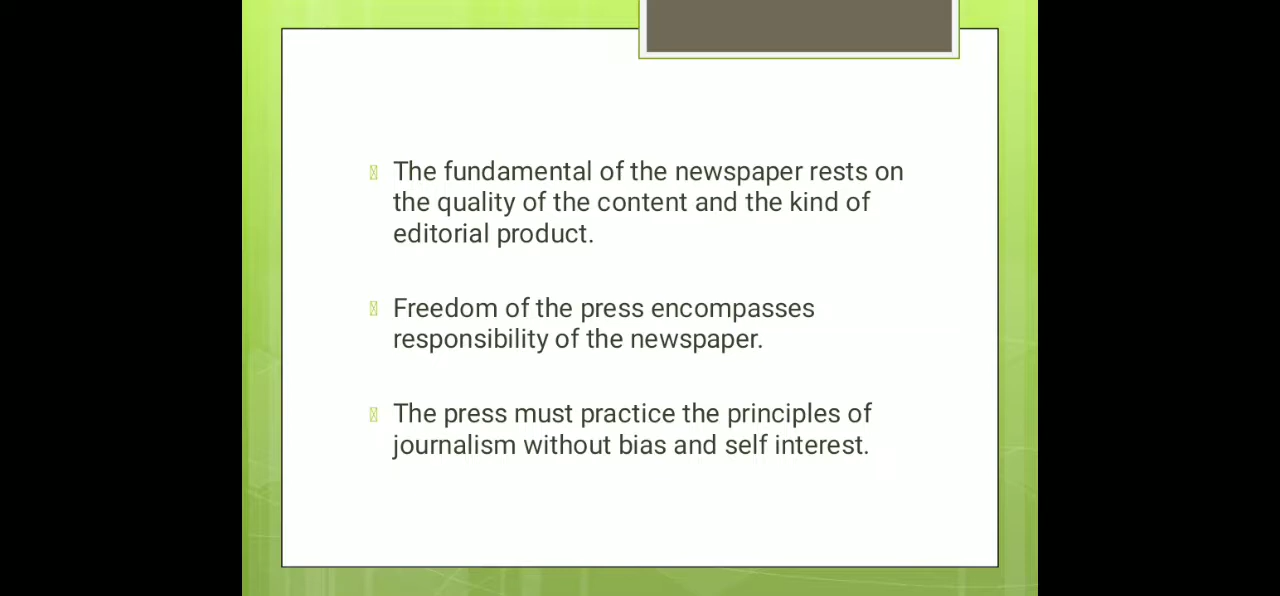 The fundamental of the newspaper rests on
the quality of the content and the kind of
editorial product.
Freedom of the press encompasses
responsibility of the newspaper.
The press must practice the principles of
journalism without bias and self interest.